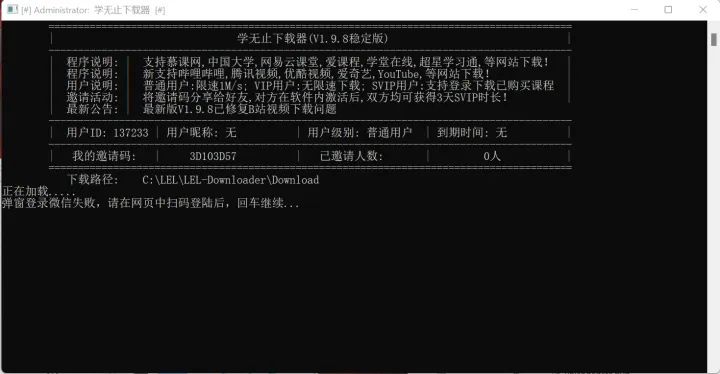 [#] Administrator: 学无止下载器 [#]
学无止下载器(V1.9.8稳定版)
程序说明: | 支持慕课网,中国大学,网易云课堂,爱课程,学堂在线,超星学习通,等网站下载!
程序说明: | 新支持哔哩哔哩,腾讯视频,优酷视频,爱奇艺,YouTube,等网站下载!
用户说明: | 普通用户:限速1M/s; VIP用户:无限速下载; SVIP用户:支持登录下载已购买课程
邀请活动: | 将邀请码分享给好友,对方在软件内激活后,双方均可获得3天SVIP时长!
最新公告: | 最新版V1.9.8已修复B站视频下载问题
| 用户ID: 137233 | 用户昵称: 无 | 用户级别: 普通用户 | 到期时间: 无 |
| 我的邀请码: | 3D103D57 | 己邀请人数: | 0人 |
下载路径: C:\LEL\LEL-Downloader\Download
正在加载.....
弹窗登录微信失败，请在网页中扫码登陆后，回车继续...